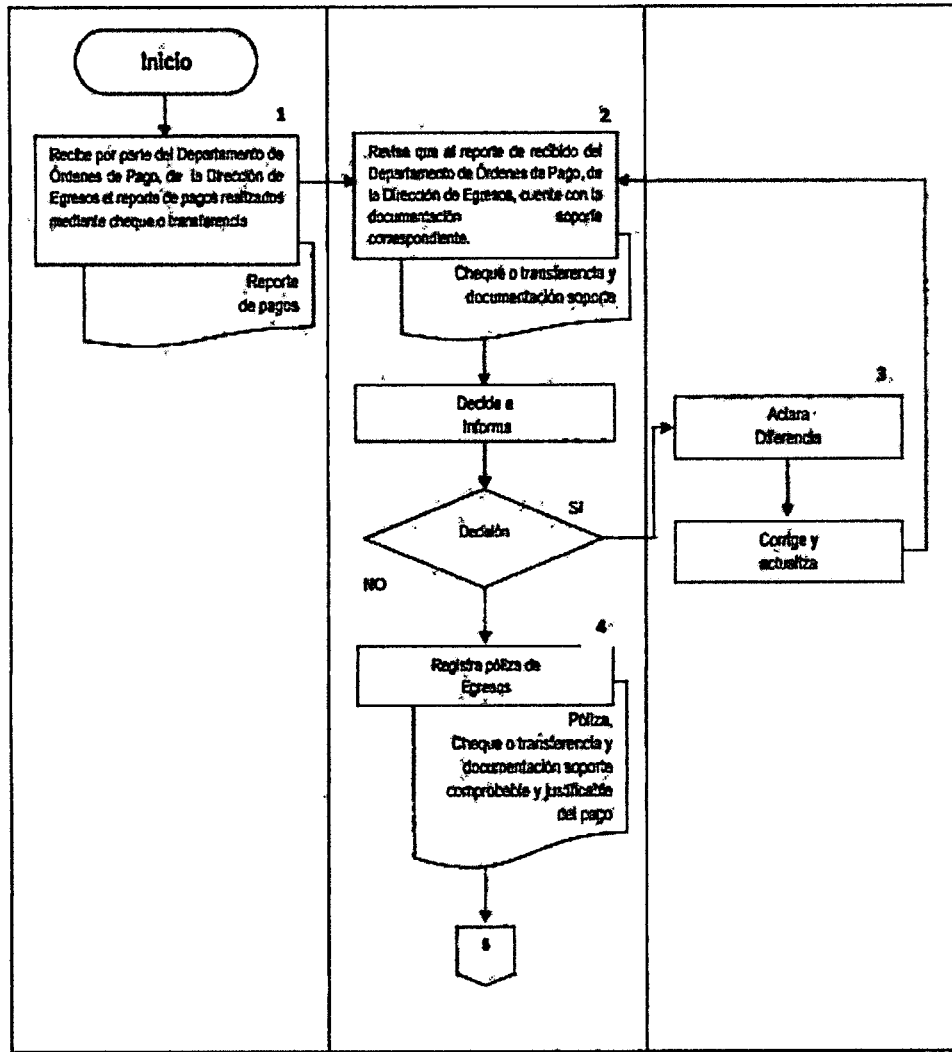 Inicio
1
Recibe por parte del Departamento de
Órdenes de Pago, de la Dirección de
Egresos el reporte de pagos realizados
mediante cheque o transferencia
Reporte
de pagos
2
Revisa que el reporte de recibido del
Departamento de Órdenes de Pago, de
la Dirección de Egresos, cuente con la
documentación soporte
correspondiente.
Cheque o transferencia y
documentación soporte
Decide e
Informa
Decisión
SI
NO
3
Aclara
Diferencia
Corrige y
actualiza
4
Registra póliza de
Egresos
Póliza,
Cheque o transferencia y
documentación soporte
comprobable y justificable
del pago
5